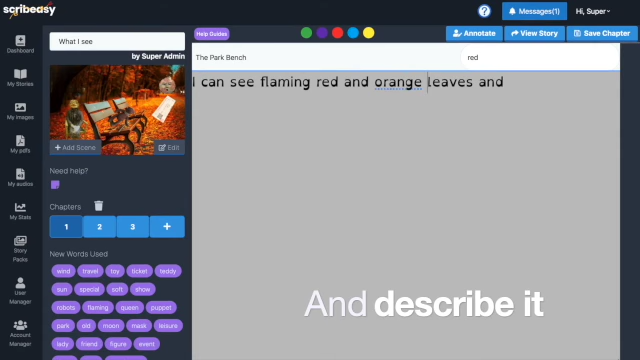 scribeasy
?
Messages(1)
Hi, Super
Dashboard
My Stories
My images
My pdfs
My audios
My Stats
Story
Packs
User
Manager
Account
Manager
What I see
by Super Admin
+ Add Scene
Edit
Need help?
Chapters
1 2 3 +
New Words Used
wind travel toy ticket teddy
sun special soft show
robots flaming queen puppet
park old moon mask leisure
lady friend figure event
Help Guides
Annotate
View Story
Save Chapter
The Park Bench
red
I can see flaming red and orange leaves and
And describe it